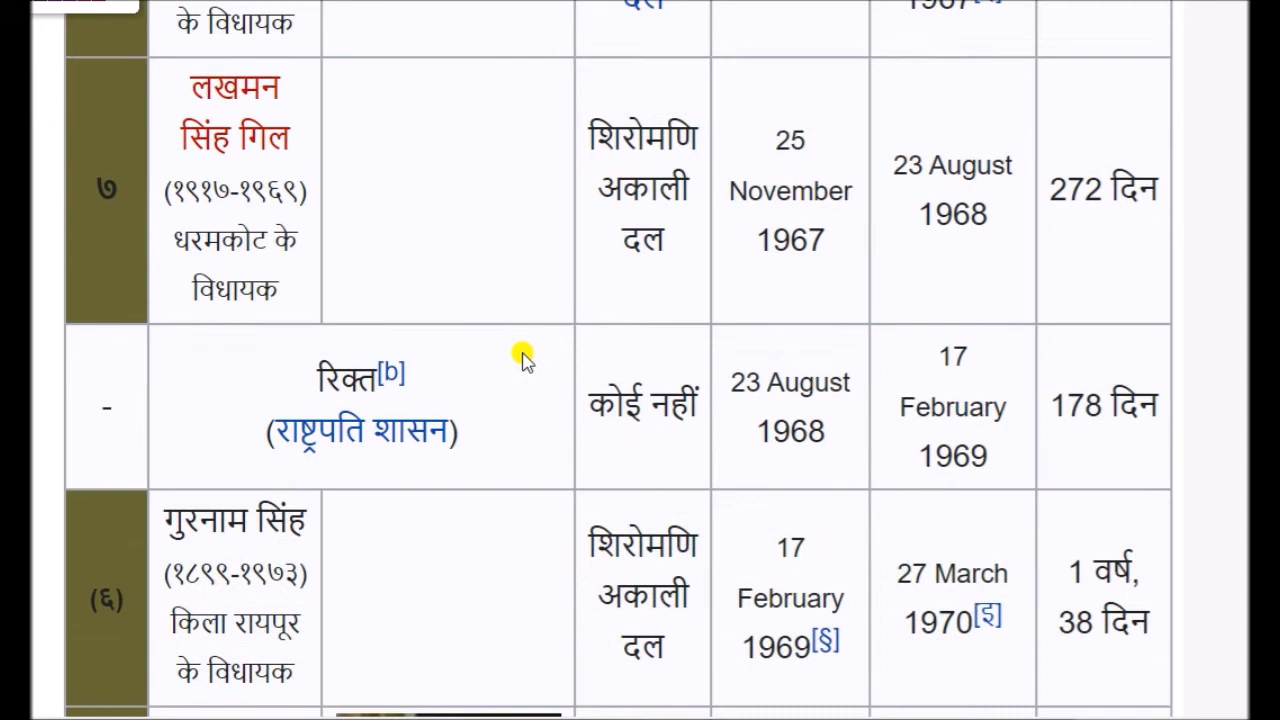 के विधायक
लखमन
सिंह गिल
(१९१७-१९६९)
धरमकोट के
विधायक
७
शिरोमणि
अकाली
दल
25
November
1967
23 August
1968
272 दिन
-
रिक्त[b]
(राष्ट्रपति शासन)
कोई नहीं
23 August
1968
17
February
1969
178 दिन
(६)
गुरनाम सिंह
(१८९९-१९७३)
किला रायपूर
के विधायक
शिरोमणि
अकाली
दल
17
February
1969[§]
27 March
1970[इ]
1 वर्ष,
38 दिन